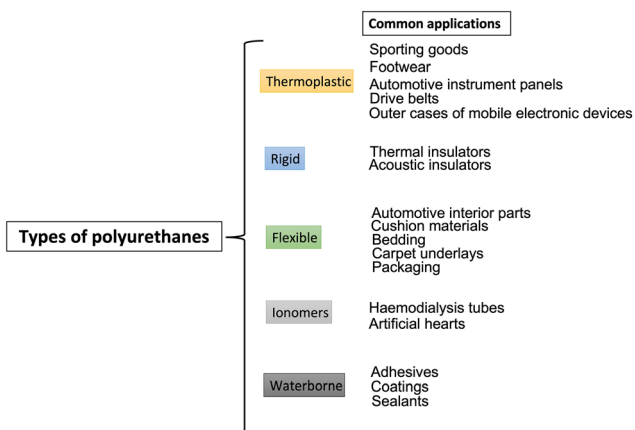 Common applications
Sporting goods
Footwear
Thermoplastic
Automotive instrument panels
Drive belts
Outer cases of mobile electronic devices
Rigid
Thermal insulators
Acoustic insulators
Types of polyurethanes
Flexible
Automotive interior parts
Cushion materials
Bedding
Carpet underlays
Packaging
Ionomers
Haemodialysis tubes
Artificial hearts
Waterborne
Adhesives
Coatings
Sealants